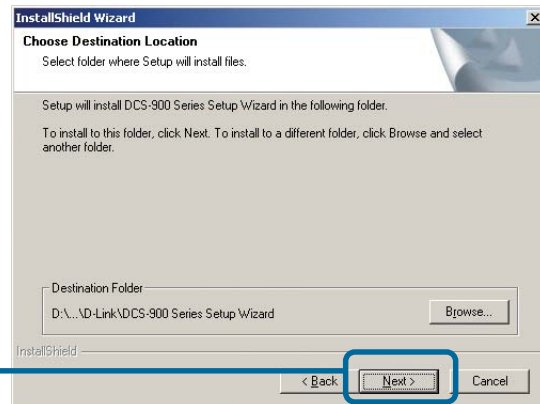 InstallShield Wizard
Choose Destination Location
Select folder where Setup will install files.
Setup will install DCS-900 Series Setup Wizard in the following folder.
To install to this folder, click Next. To install to a different folder, click Browse and select
another folder.
Destination Folder
D:\...\D-Link\DCS-900 Series Setup Wizard
Browse...
InstallShield
< Back
Next >
Cancel